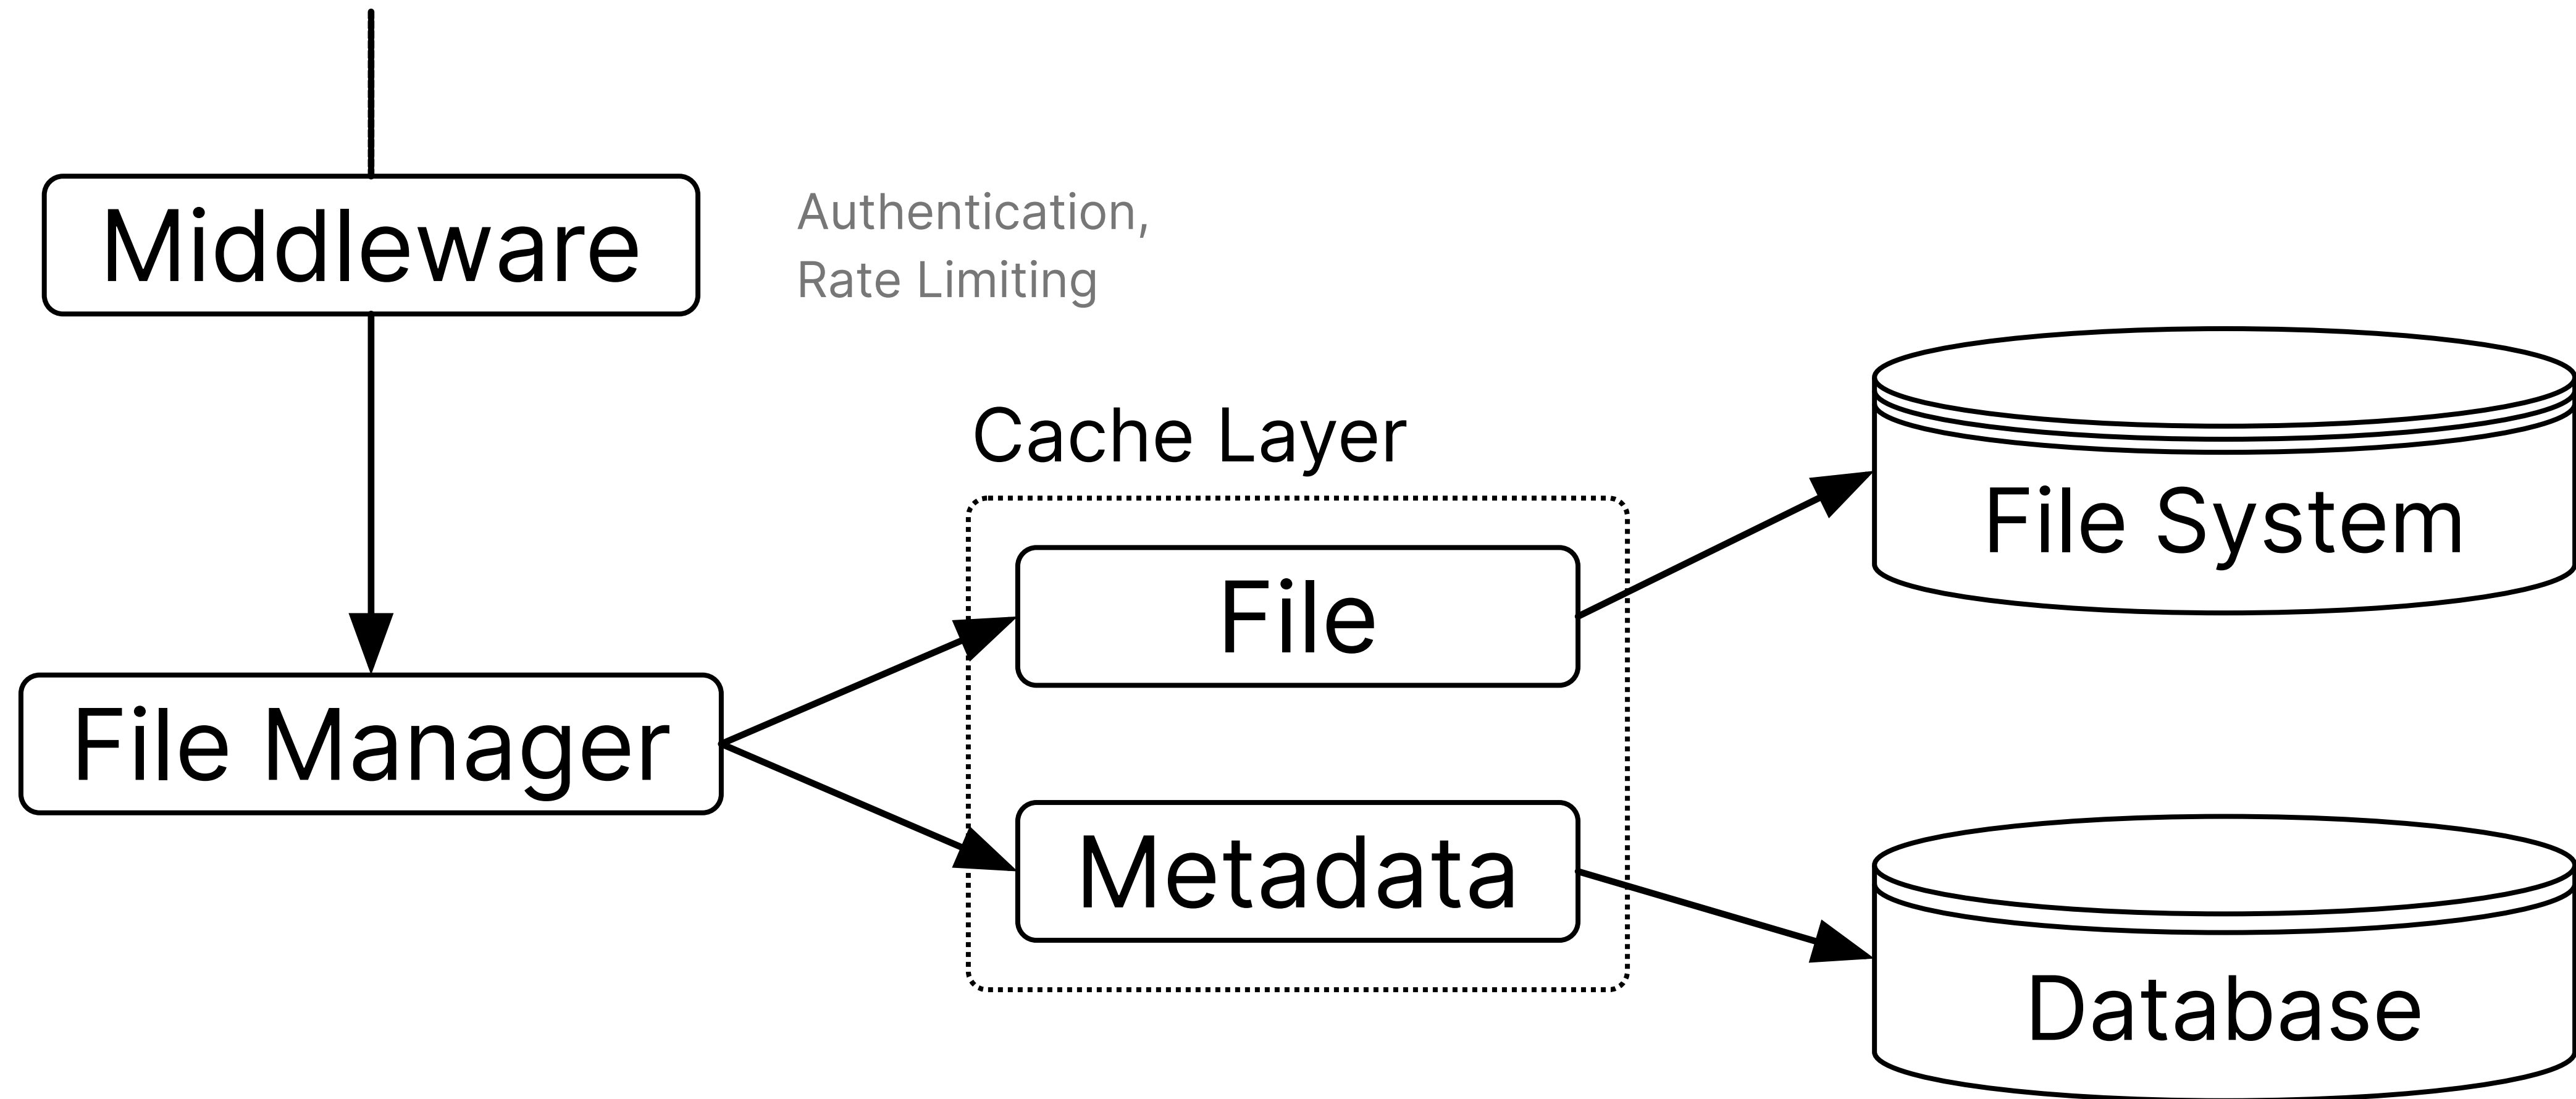 Middleware
Authentication,
Rate Limiting
Cache Layer
File System
File
File Manager
Metadata
Database